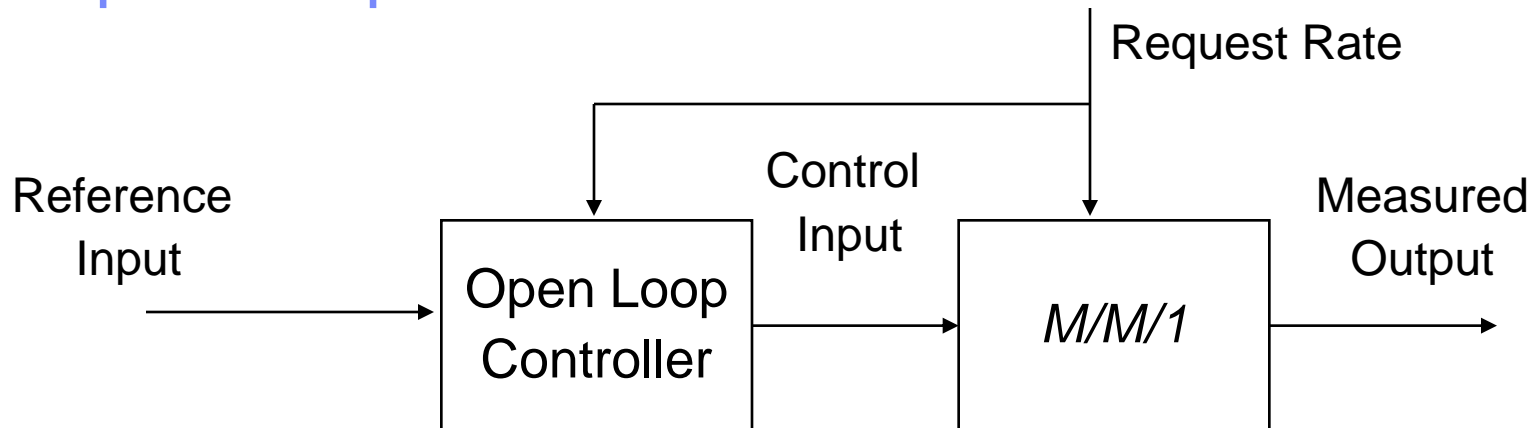 Request Rate
Reference
Input
Control
Input
Measured
Output
Open Loop
Controller
M/M/1